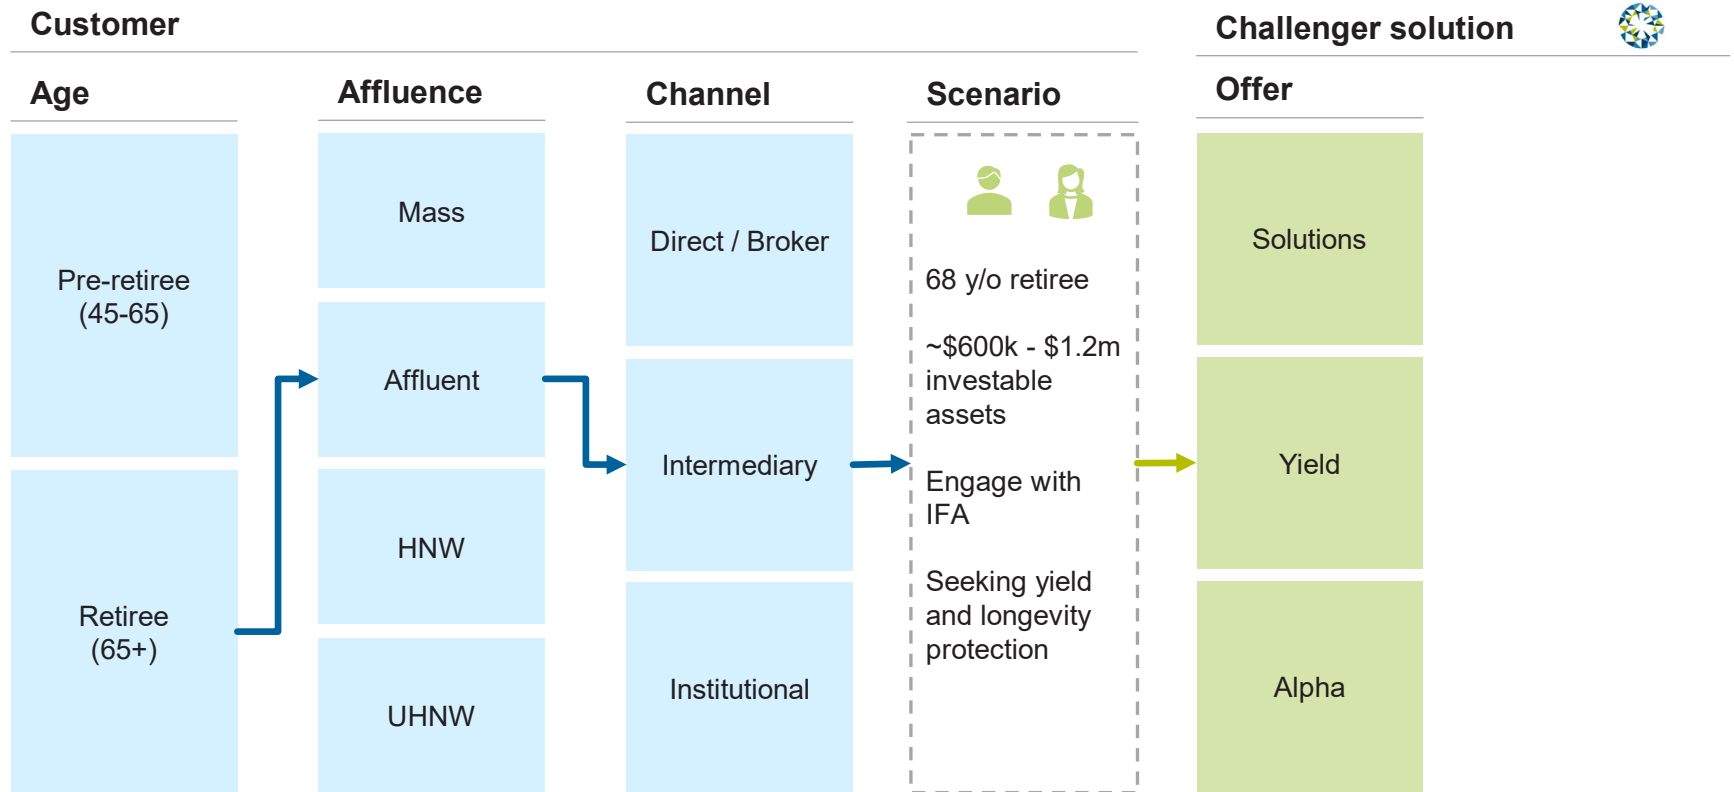 Customer
Challenger solution
Age
Affluence
Channel
Scenario
Offer
Pre-retiree
(45-65)
Retiree
(65+)
Mass
Affluent
HNW
UHNW
Direct / Broker
Intermediary
Institutional
68 y/o retiree
~$600k - $1.2m
investable
assets
Engage with
IFA
Seeking yield
and longevity
protection
Solutions
Yield
Alpha